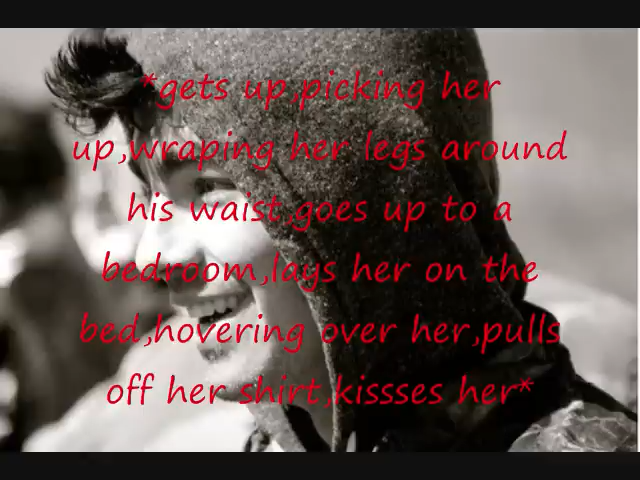 *gets up,picking her
up,wraping her legs around
his waist,goes up to a
bedroom,lays her on the
bed,hovering over her,pulls
off her shirt,kissses her*